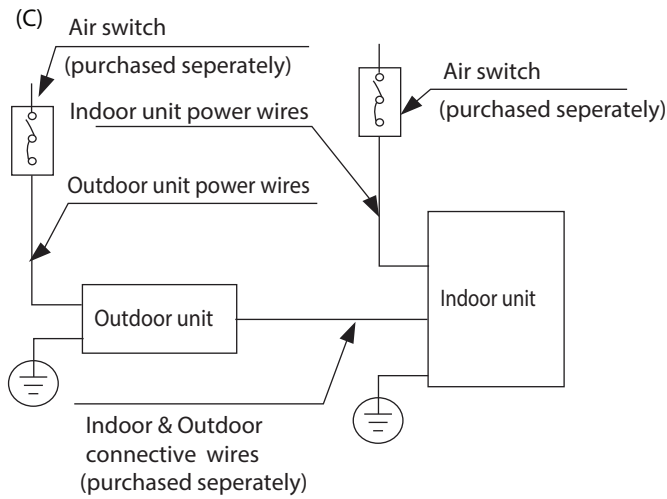 (C)
Air switch
(purchased seperately)
Air switch
(purchased seperately)
Indoor unit power wires
Outdoor unit power wires
Outdoor unit
Indoor unit
Indoor & Outdoor
connective wires
(purchased seperately)